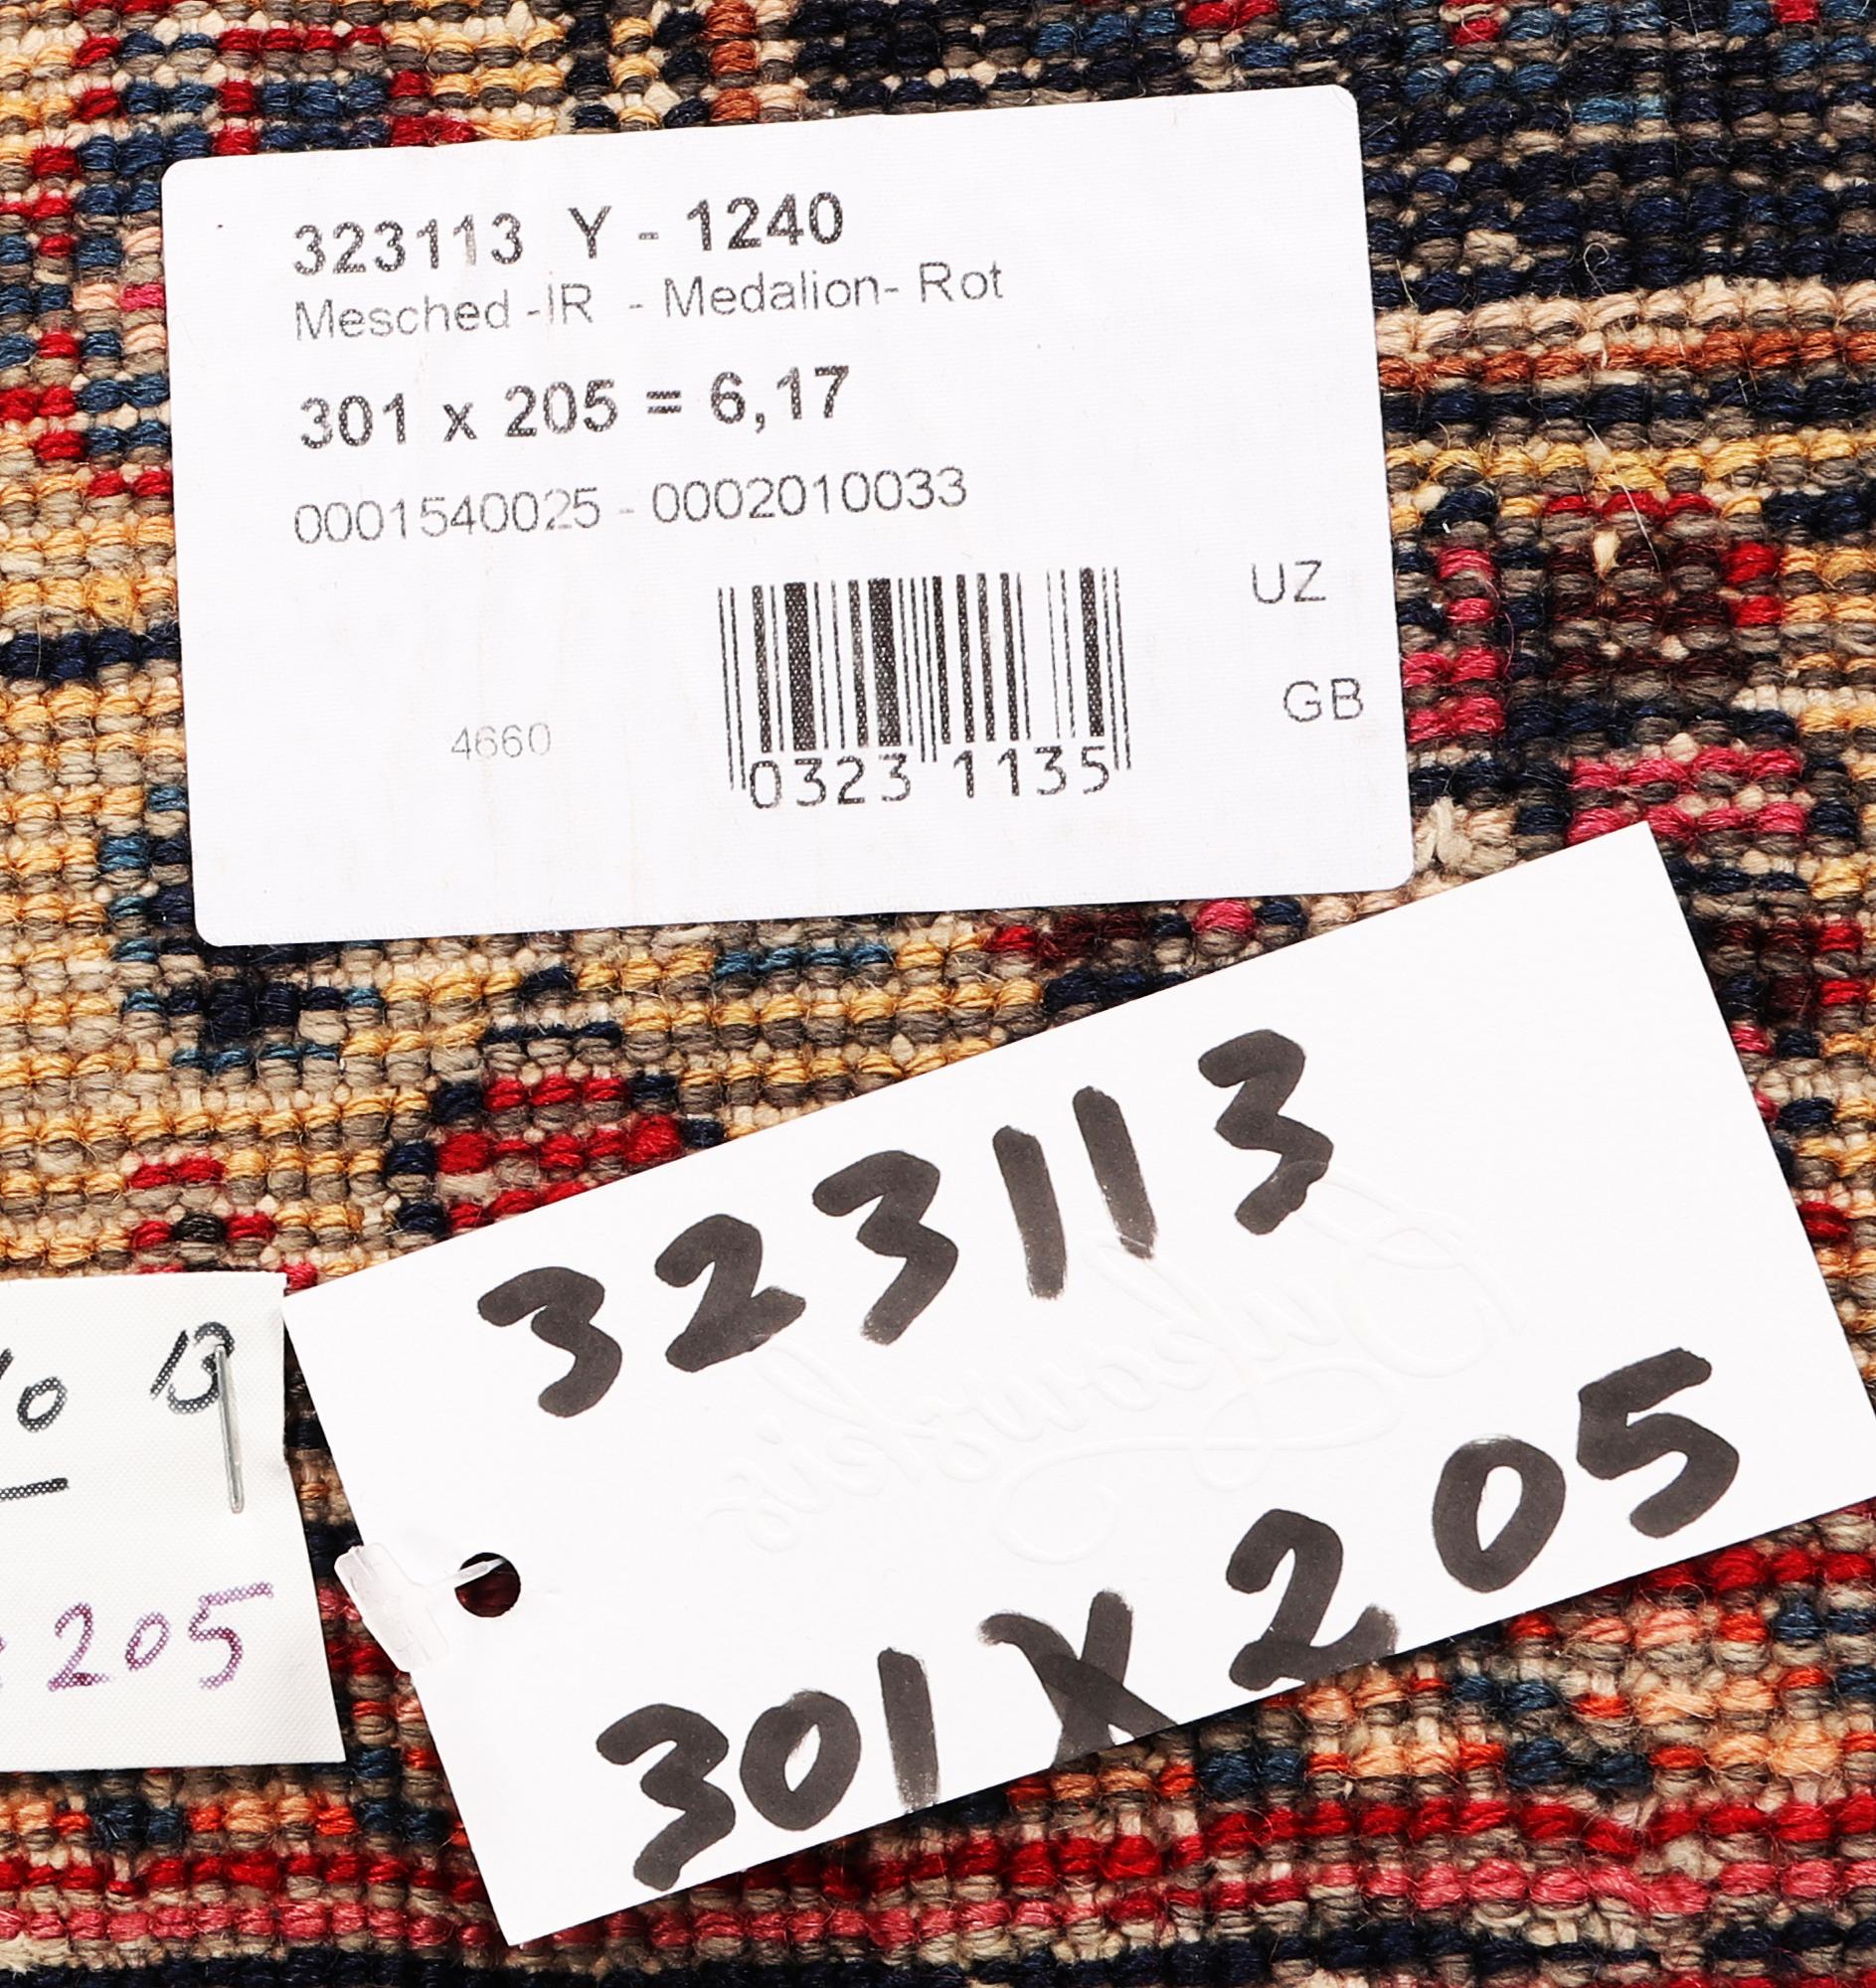 323113 Y - 1240
Mesched -IR - Medalion- Rot
301 x 205 = 6,17
0001540025 - 0002010033
UZ
GB
4660
0323 1135
323113
301 X 205
13
205